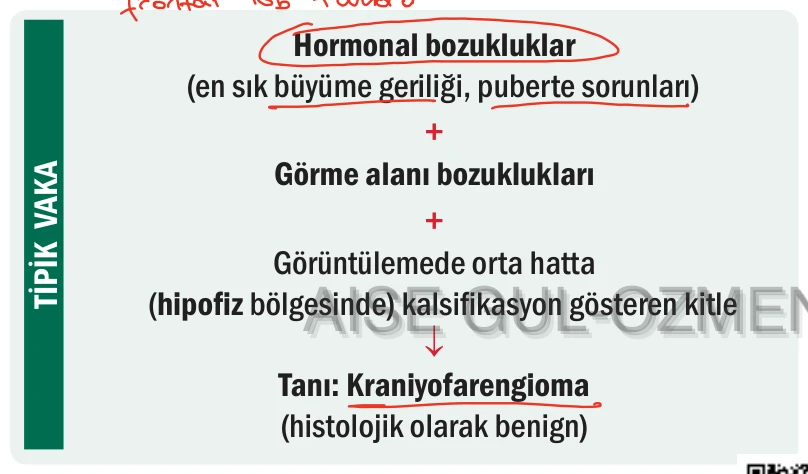 Hormonal bozukluklar
(en sık büyüme geriliği, puberte sorunları)
+
Görme alanı bozuklukları
+
Görüntülemede orta hatta
(hipofiz bölgesinde) kalsifikasyon gösteren kitle
↓
Tanı: Kraniyofarengioma
(histolojik olarak benign)
TİPİK VAKA
AISE GUL-OZMEN